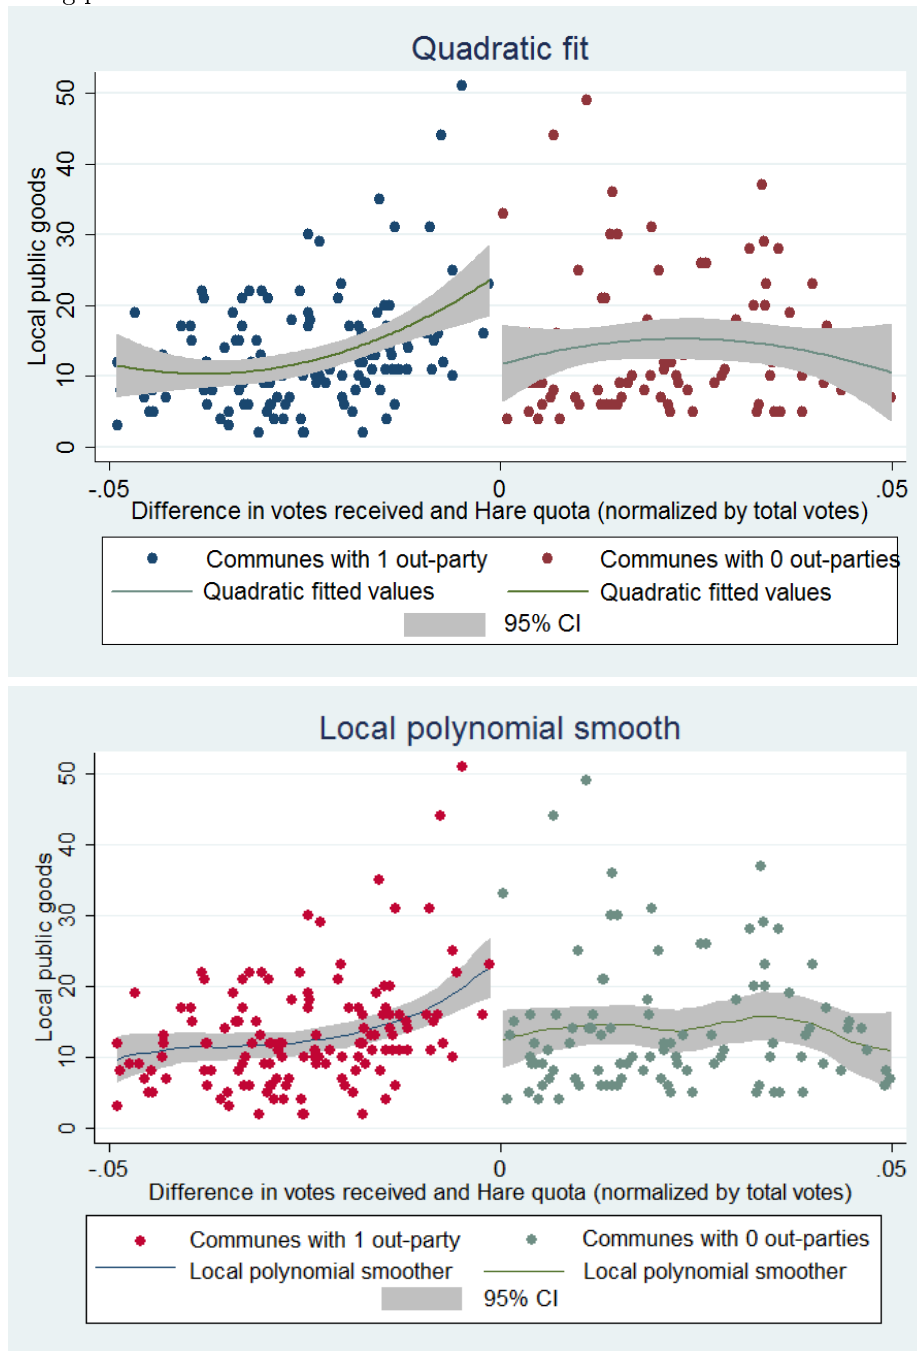 Quadratic fit
Local public goods
50
40
30
20
10
0
-.05 0 .05
Difference in votes received and Hare quota (normalized by total votes)
Communes with 1 out-party Communes with 0 out-parties
Quadratic fitted values Quadratic fitted values
95% CI
Local polynomial smooth
Local public goods
50
40
30
20
10
0
-.05 0 .05
Difference in votes received and Hare quota (normalized by total votes)
Communes with 1 out-party Communes with 0 out-parties
Local polynomial smoother Local polynomial smoother
95% CI